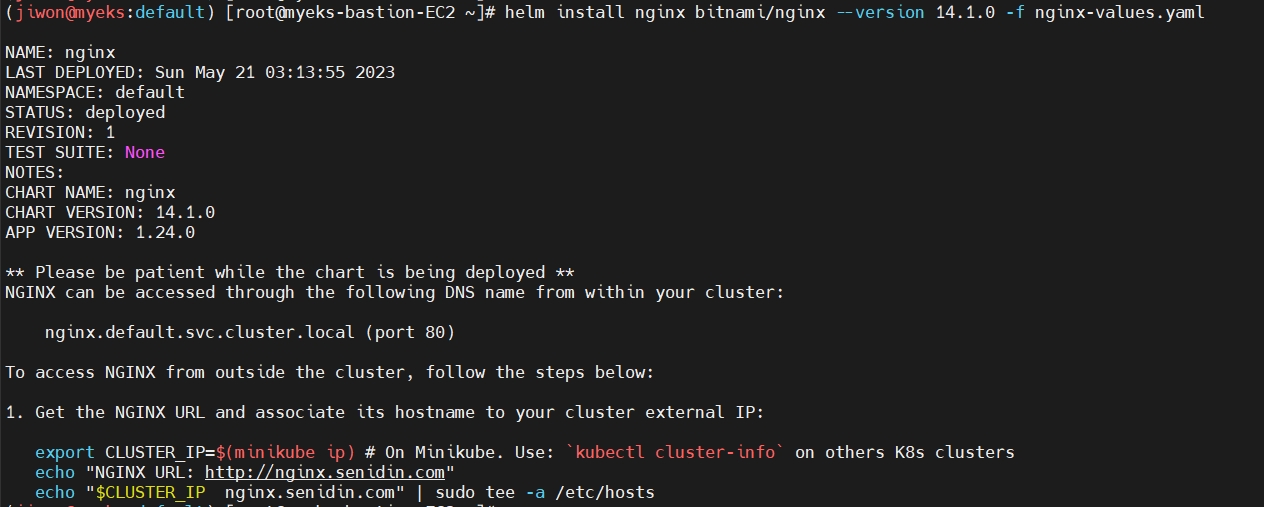 (jiwon@myeks:default) [root@myeks-bastion-EC2 ~]# helm install nginx bitnami/nginx --version 14.1.0 -f nginx-values.yaml
NAME: nginx
LAST DEPLOYED: Sun May 21 03:13:55 2023
NAMESPACE: default
STATUS: deployed
REVISION: 1
TEST SUITE: None
NOTES:
CHART NAME: nginx
CHART VERSION: 14.1.0
APP VERSION: 1.24.0
** Please be patient while the chart is being deployed **
NGINX can be accessed through the following DNS name from within your cluster:
nginx.default.svc.cluster.local (port 80)
To access NGINX from outside the cluster, follow the steps below:
1. Get the NGINX URL and associate its hostname to your cluster external IP:
export CLUSTER_IP=$(minikube ip) # On Minikube. Use: `kubectl cluster-info` on others K8s clusters
echo "NGINX URL: http://nginx.senidin.com"
echo "$CLUSTER_IP  nginx.senidin.com" | sudo tee -a /etc/hosts